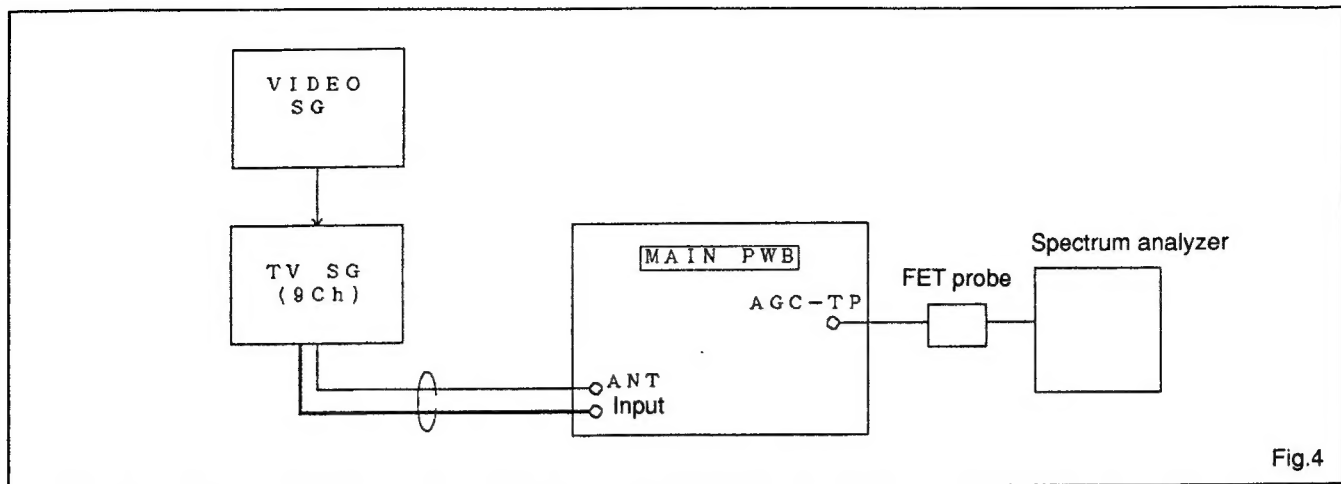 VIDEO
SG
TV SG
(9Ch)
MAIN PWB
AGC-TP
ANT
Input
FET probe
Spectrum analyzer
Fig.4